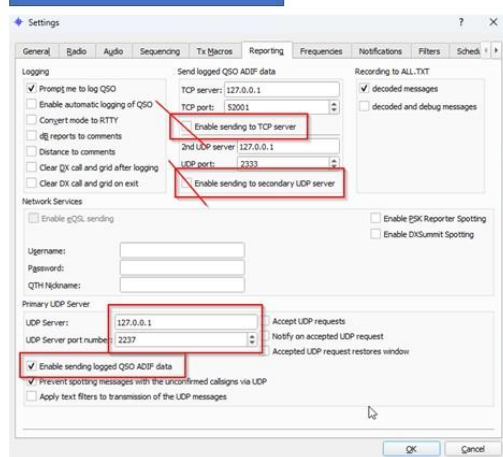 Settings
?
General Radio Audio Sequencing Tx Macros Reporting Frequencies Notifications Filters Schedu
Logging
Prompt me to log QSO
Enable automatic logging of QSO
Convert mode to RTTY
dB reports to comments
Distance to comments
Clear DX call and grid after logging
Clear DX call and grid on exit
Send logged QSO ADIF data
TCP server: 127.0.0.1
TCP port: 52001
Enable sending to TCP server
2nd UDP server 127.0.0.1
UDP port: 2333
Enable sending to secondary UDP server
Recording to ALL.TXT
decoded messages
decoded and debug messages
Network Services
Enable eQSL sending
Username:
Password:
QTH Nickname:
Enable PSK Reporter Spotting
Enable DXSummit Spotting
Primary UDP Server
UDP Server: 127.0.0.1
UDP Server port number: 2237
Accept UDP requests
Notify on accepted UDP request
Accepted UDP request restores window
Enable sending logged QSO ADIF data
Prevent spotting messages with the unconfirmed callsigns via UDP
Apply text filters to transmission of the UDP messages
OK Cancel